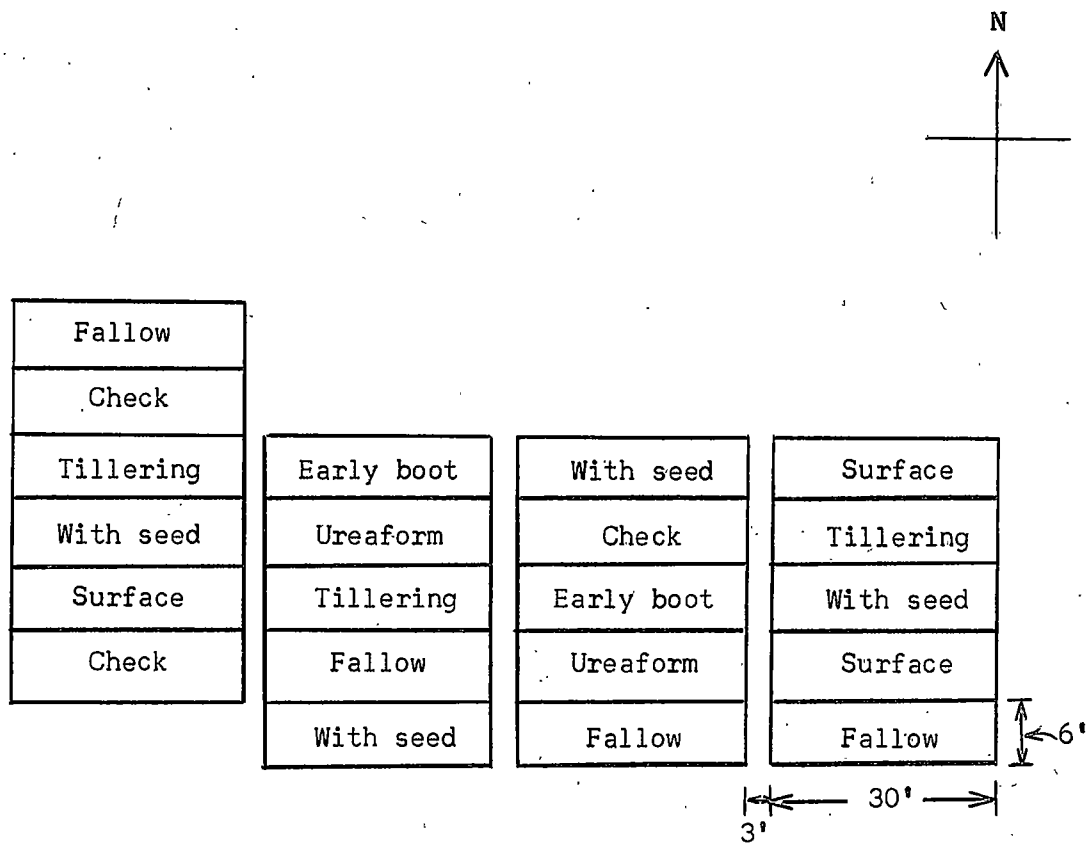 N
Fallow
Check
Tillering
With seed
Surface
Check
Early boot
Ureaform
Tillering
Fallow
With seed
With seed
Check
Early boot
Ureaform
Fallow
Surface
Tillering
With seed
Surface
Fallow
6'
30'
3'